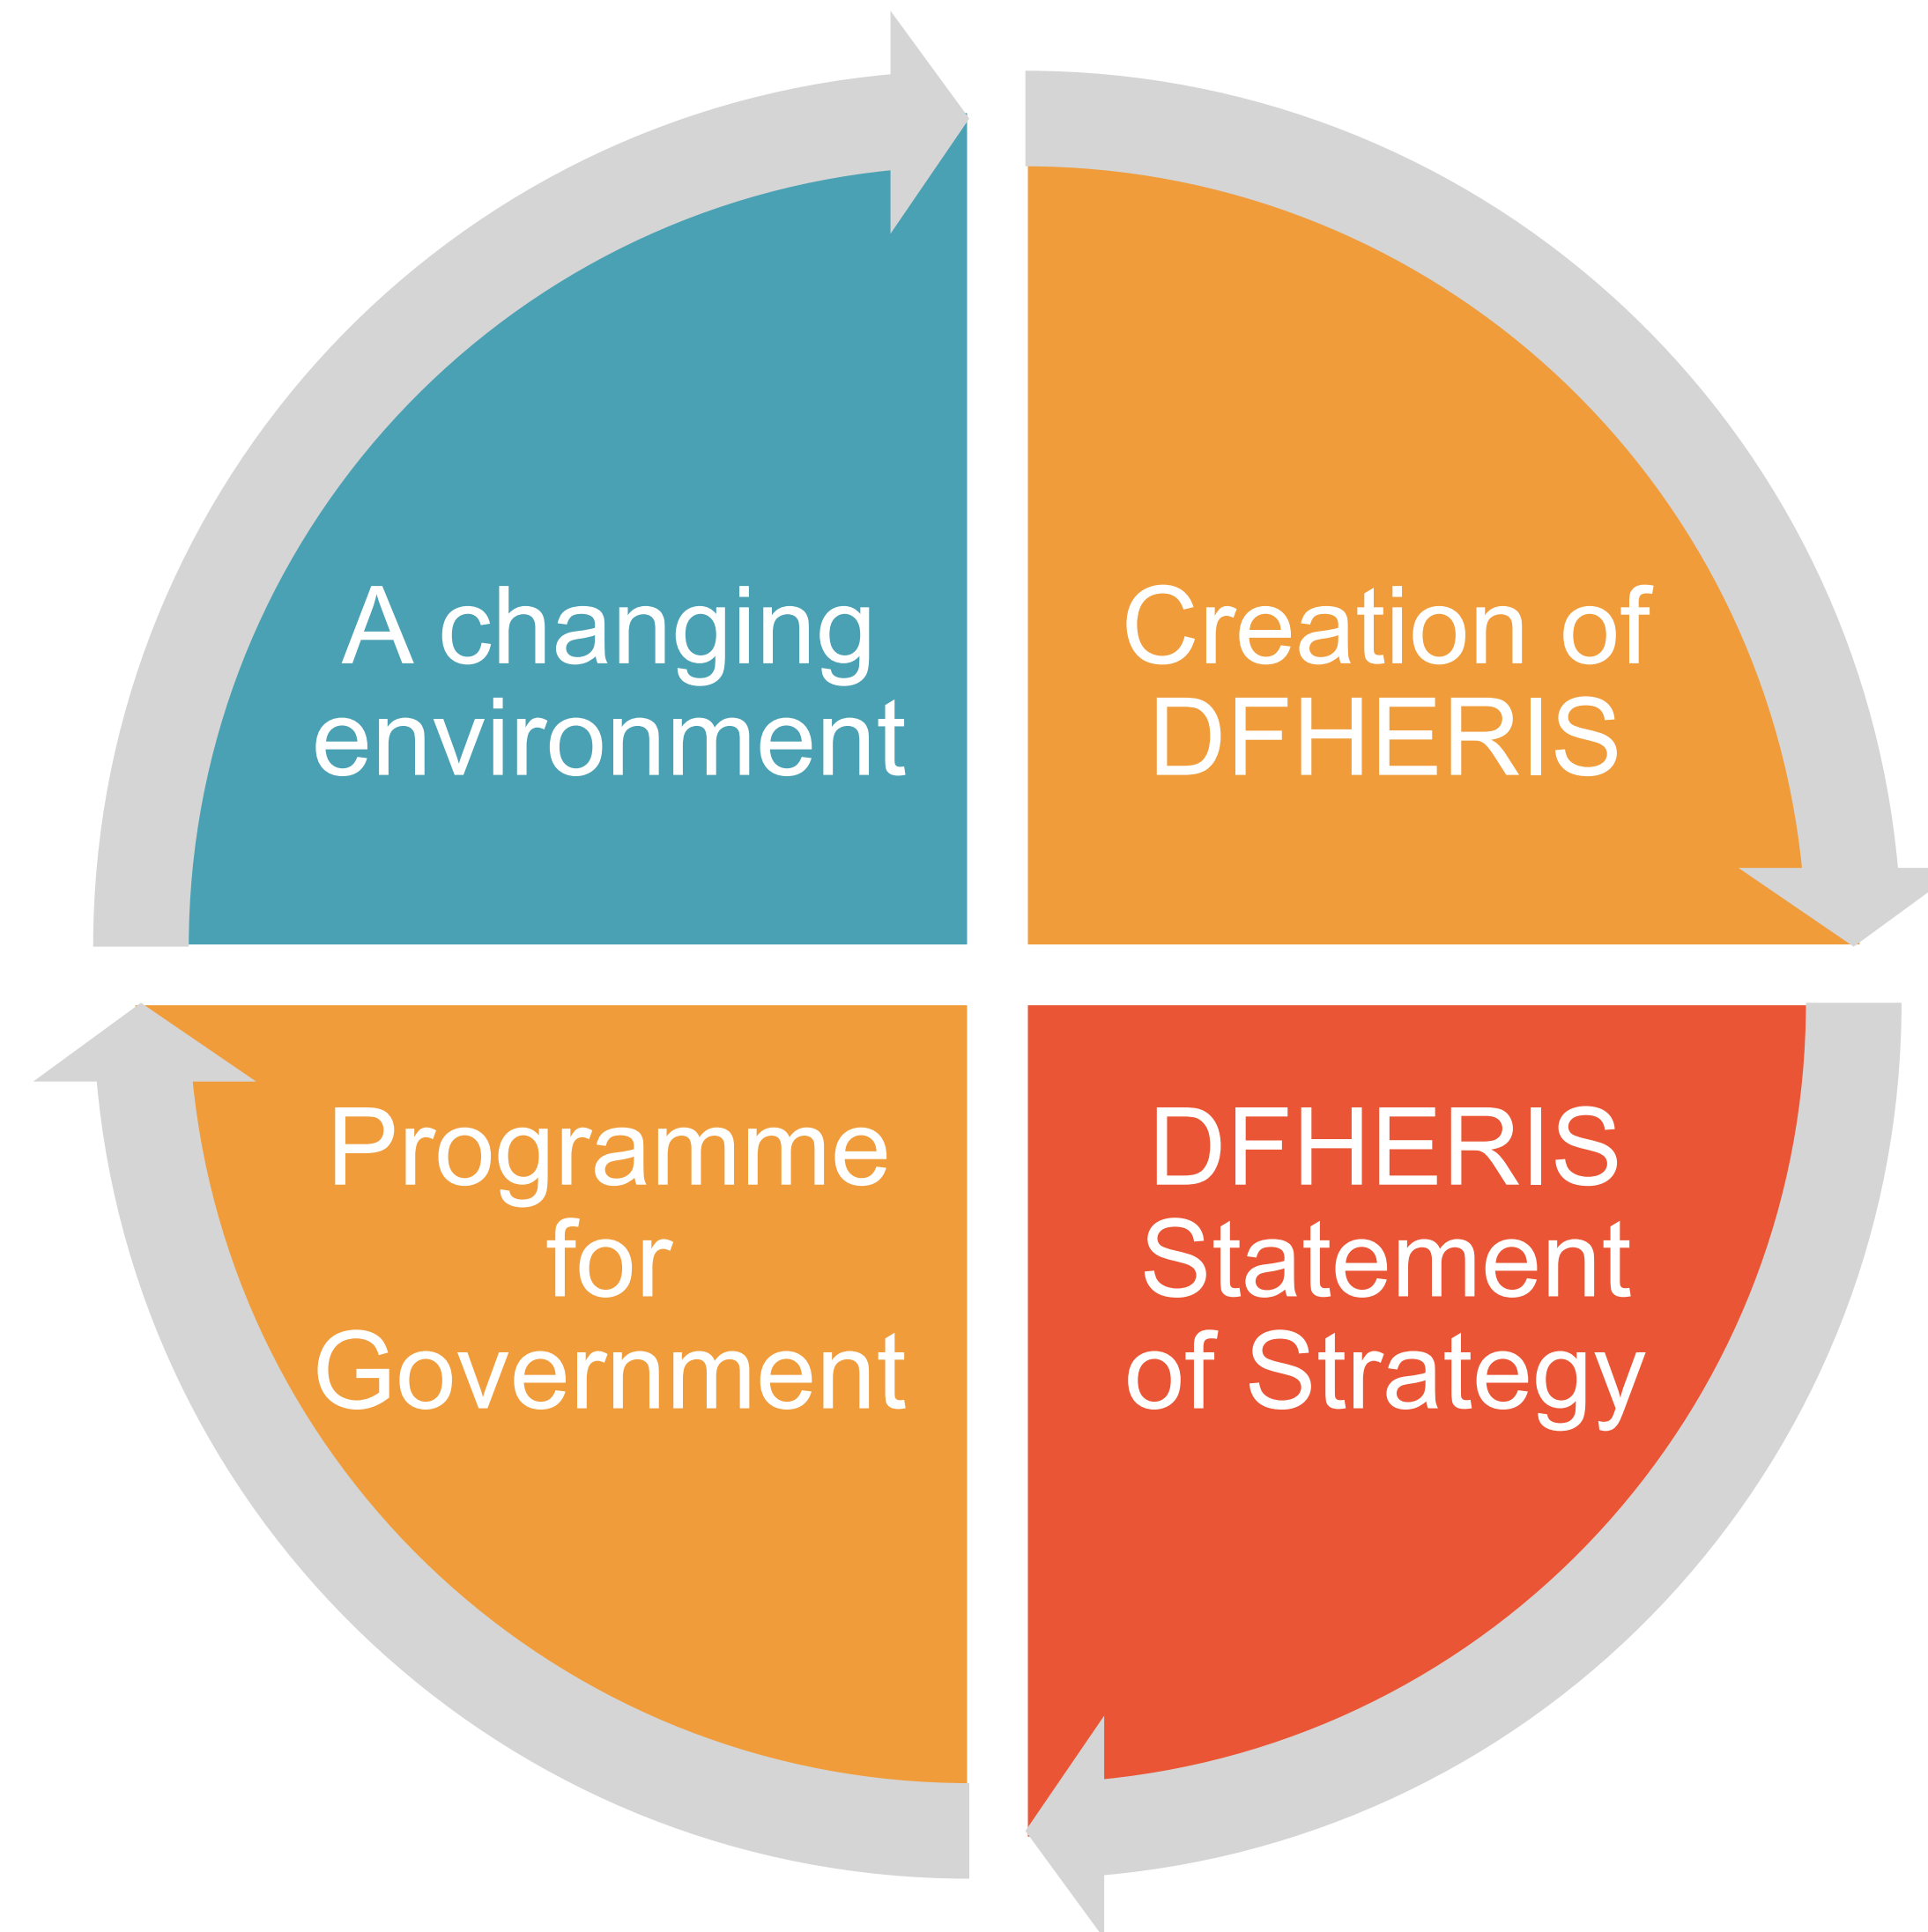 A changing
environment
Creation of
DFHERIS
Programme
for
Government
DFHERIS
Statement
of Strategy